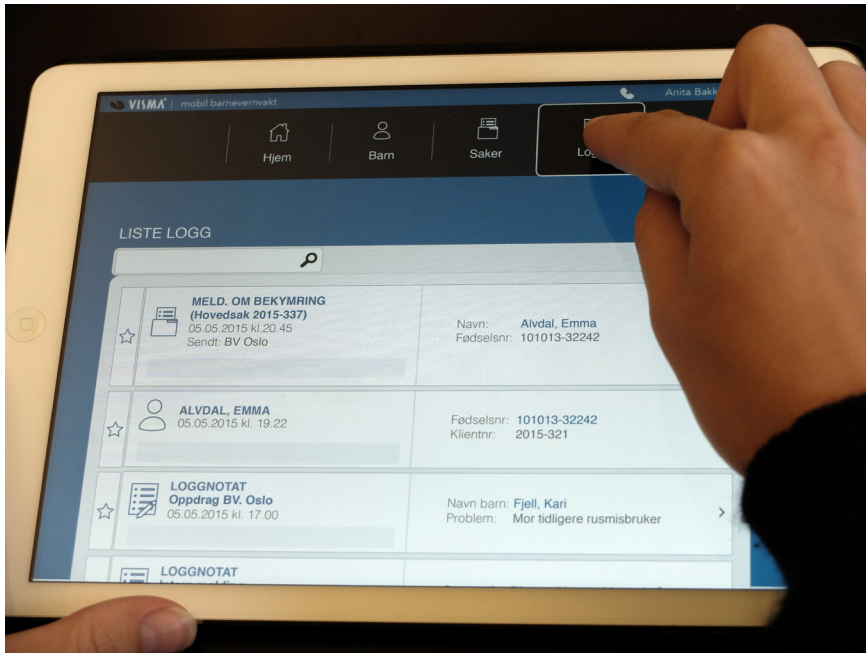 VISMA | mobil barnevernvakt
Anita Bakk
Hjem
Barn
Saker
LISTE LOGG
MELD. OM BEKYMRING
(Hovedsak 2015-337)
05.05.2015 kl.20.45
Sendt: BV Oslo
Navn: Alvdal, Emma
Fødselsnr: 101013-32242
ALVDAL, EMMA
05.05.2015 kl. 19.22
Fødselsnr: 101013-32242
Klientnr: 2015-321
LOGGNOTAT
Oppdrag BV. Oslo
05.05.2015 kl. 17.00
Navn barn: Fjell, Kari
Problem: Mor tidligere rusmisbruker
LOGGNOTAT